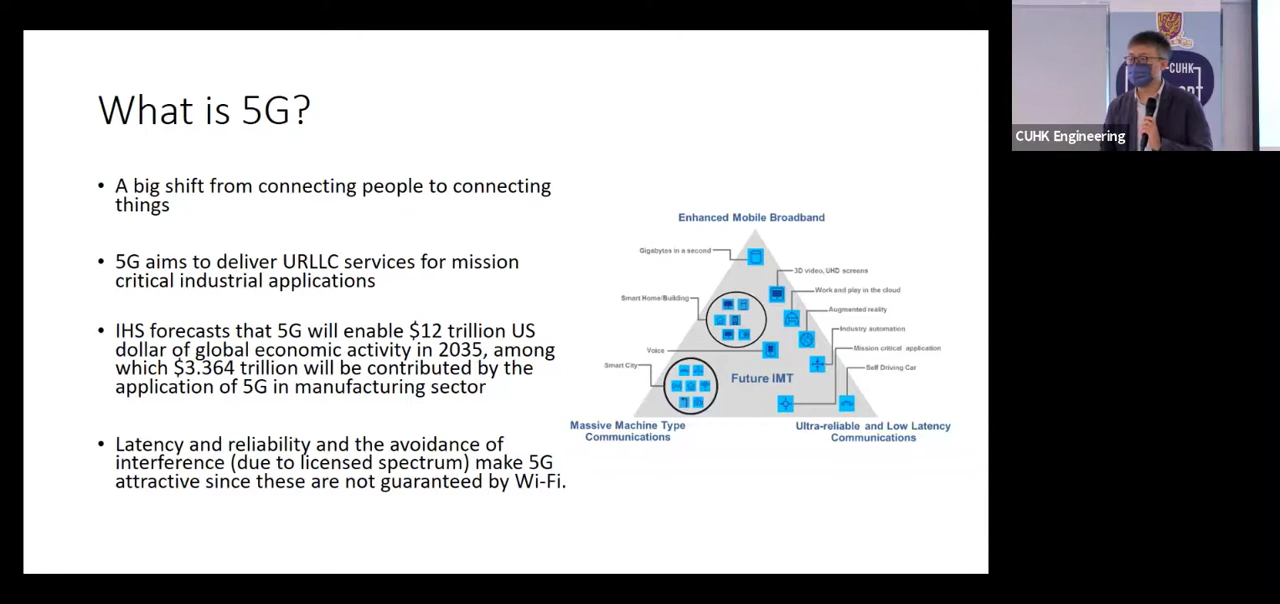 What is 5G?
• A big shift from connecting people to connecting
things
• 5G aims to deliver URLLC services for mission
critical industrial applications
• IHS forecasts that 5G will enable $12 trillion US
dollar of global economic activity in 2035, among
which $3.364 trillion will be contributed by the
application of 5G in manufacturing sector
• Latency and reliability and the avoidance of
interference (due to licensed spectrum) make 5G
attractive since these are not guaranteed by Wi-Fi.
Enhanced Mobile Broadband
Gigabytes in a second
3D video, UHD screens
Work and play in the cloud
Smart Home/Building
Augmented reality
Industry automation
Voice
Mission critical application
Smart City
Self Driving Car
Future IMT
Massive Machine Type
Communications
Ultra-reliable and Low Latency
Communications
CUHK
CUHK Engineering